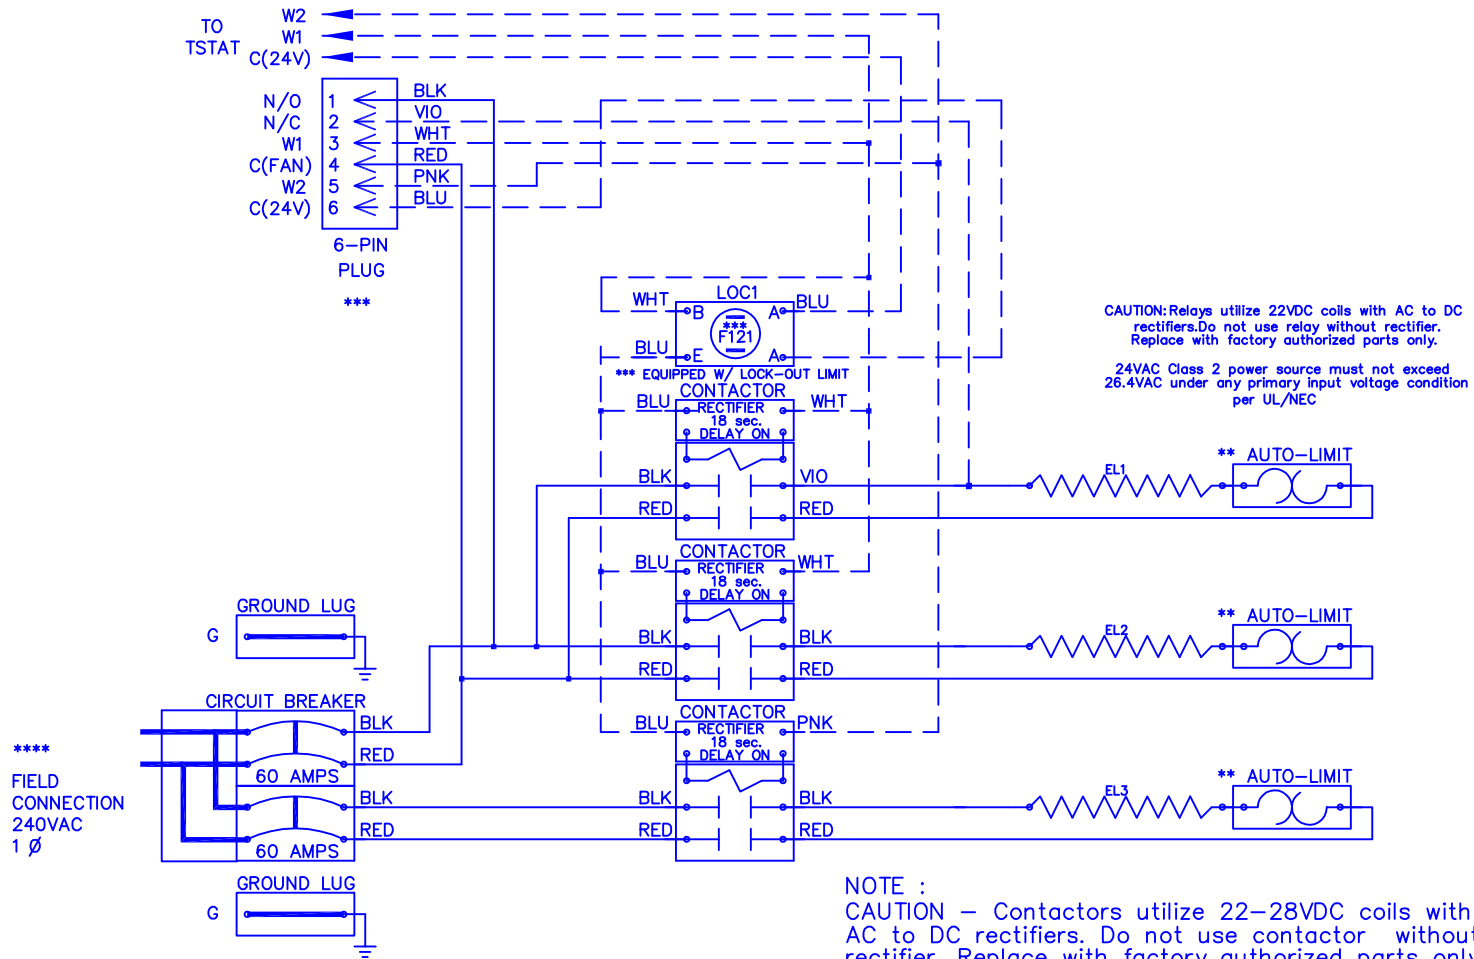 W2
TO
TSTAT
W1
C(24V)
N/O 1 BLK
N/C 2 VIO
W1 3 WHT
C(FAN) 4 RED
W2 5 PNK
C(24V) 6 BLU
6-PIN
PLUG
***
LOC1
WHT B A BLU
***
F121
BLU E A
*** EQUIPPED W/ LOCK-OUT LIMIT
CAUTION:Relays utilize 22VDC coils with AC to DC
rectifiers.Do not use relay without rectifier.
Replace with factory authorized parts only.
24VAC Class 2 power source must not exceed
26.4VAC under any primary input voltage condition
per UL/NEC
CONTACTOR
BLU RECTIFIER WHT
18 sec.
DELAY ON
BLK VIO EL1 ** AUTO-LIMIT
RED RED
CONTACTOR
BLU RECTIFIER WHT
18 sec.
DELAY ON
BLK BLK EL2 ** AUTO-LIMIT
RED RED
GROUND LUG
G
CIRCUIT BREAKER
BLK
RED
60 AMPS
BLK
RED
60 AMPS
****
FIELD
CONNECTION
240VAC
1 Ø
CONTACTOR
BLU RECTIFIER PNK
18 sec.
DELAY ON
BLK BLK EL3 ** AUTO-LIMIT
RED RED
GROUND LUG
G
NOTE :
CAUTION - Contactors utilize 22-28VDC coils with
AC to DC rectifiers. Do not use contactor without
rectifier. Replace with factory authorized parts only